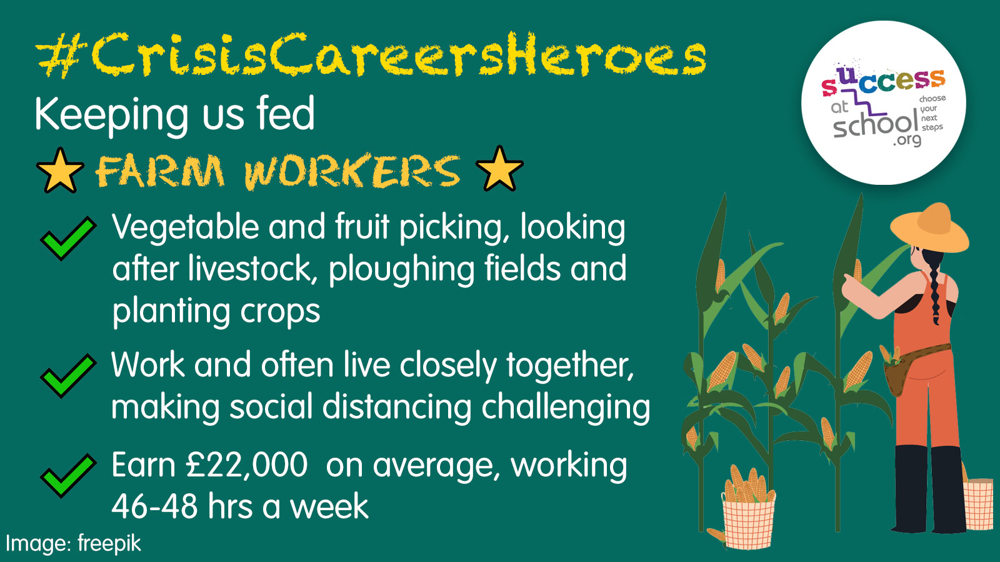 #CrisisCareersHeroes
Keeping us fed
FARM WORKERS
Vegetable and fruit picking, looking
after livestock, ploughing fields and
planting crops
Work and often live closely together,
making social distancing challenging
Earn £22,000 on average, working
46-48 hrs a week
Image: freepik
success
at
school
.org
choose
your
next
steps